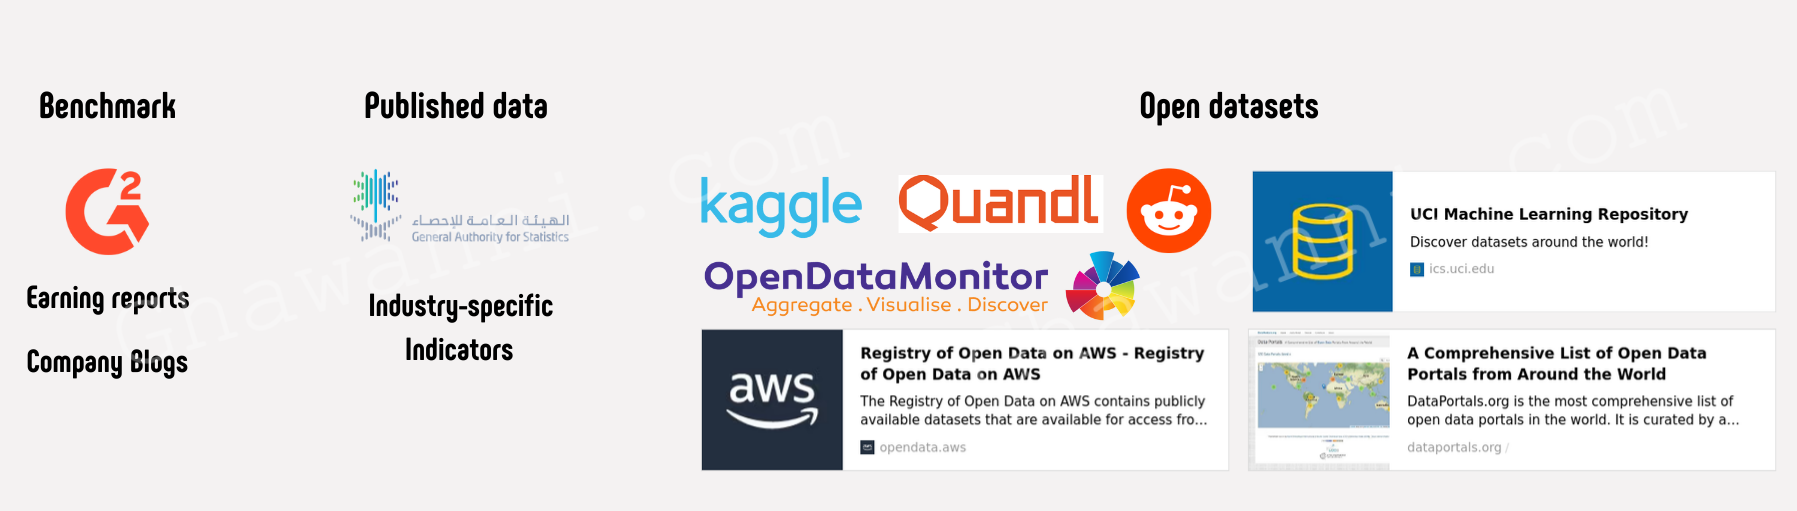 Benchmark
G2
Earning reports
Company Blogs
Published data
الهيئة العامة للإحصاء
General Authority for Statistics
Industry-specific
Indicators
Open datasets
kaggle
Quandl
OpenDataMonitor
Aggregate . Visualise . Discover
UCI Machine Learning Repository
Discover datasets around the world!
ics.uci.edu
aws
Registry of Open Data on AWS - Registry
of Open Data on AWS
The Registry of Open Data on AWS contains publicly
available datasets that are available for access fro...
opendata.aws
Data Portals
A Comprehensive List of Open Data
Portals from Around the World
DataPortals.org is the most comprehensive list of
open data portals in the world. It is curated by a...
dataportals.org /